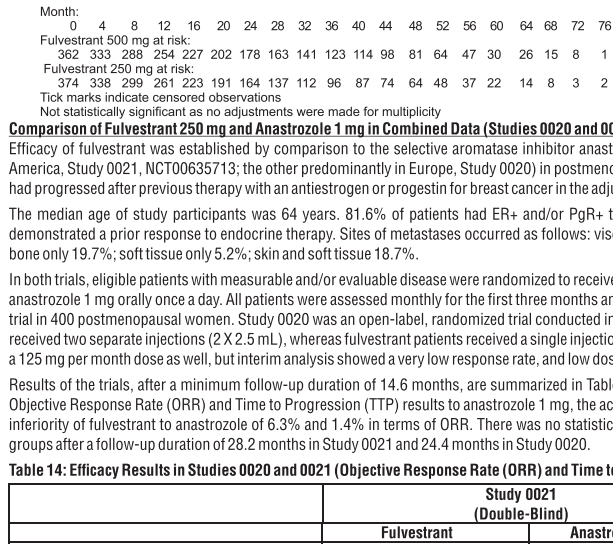 Month:
0 4 8 12 16 20 24 28 32 36 40 44 48 52 56 60 64 68 72 76
Fulvestrant 500 mg at risk:
362 333 288 254 227 202 178 163 141 123 114 98 81 64 47 30 26 15 8 1
Fulvestrant 250 mg at risk:
374 338 299 261 223 191 164 137 112 96 87 74 64 48 37 22 14 8 3 2
Tick marks indicate censored observations
Not statistically significant as no adjustments were made for multiplicity
Comparison of Fulvestrant 250 mg and Anastrozole 1 mg in Combined Data (Studies 0020 and 00
Efficacy of fulvestrant was established by comparison to the selective aromatase inhibitor anast
America, Study 0021, NCT00635713; the other predominantly in Europe, Study 0020) in postmeno
had progressed after previous therapy with an antiestrogen or progestin for breast cancer in the adju
The median age of study participants was 64 years. 81.6% of patients had ER+ and/or PgR+ t
demonstrated a prior response to endocrine therapy. Sites of metastases occurred as follows: visc
bone only 19.7%; soft tissue only 5.2%; skin and soft tissue 18.7%.
In both trials, eligible patients with measurable and/or evaluable disease were randomized to receive
anastrozole 1 mg orally once a day. All patients were assessed monthly for the first three months an
trial in 400 postmenopausal women. Study 0020 was an open-label, randomized trial conducted in
received two separate injections (2 X 2.5 mL), whereas fulvestrant patients received a single injectio
a 125 mg per month dose as well, but interim analysis showed a very low response rate, and low dos
Results of the trials, after a minimum follow-up duration of 14.6 months, are summarized in Table
Objective Response Rate (ORR) and Time to Progression (TTP) results to anastrozole 1 mg, the ac
inferiority of fulvestrant to anastrozole of 6.3% and 1.4% in terms of ORR. There was no statistic
groups after a follow-up duration of 28.2 months in Study 0021 and 24.4 months in Study 0020.
Table 14: Efficacy Results in Studies 0020 and 0021 (Objective Response Rate (ORR) and Time to
Study 0021
(Double-Blind)
Fulvestrant Anastr